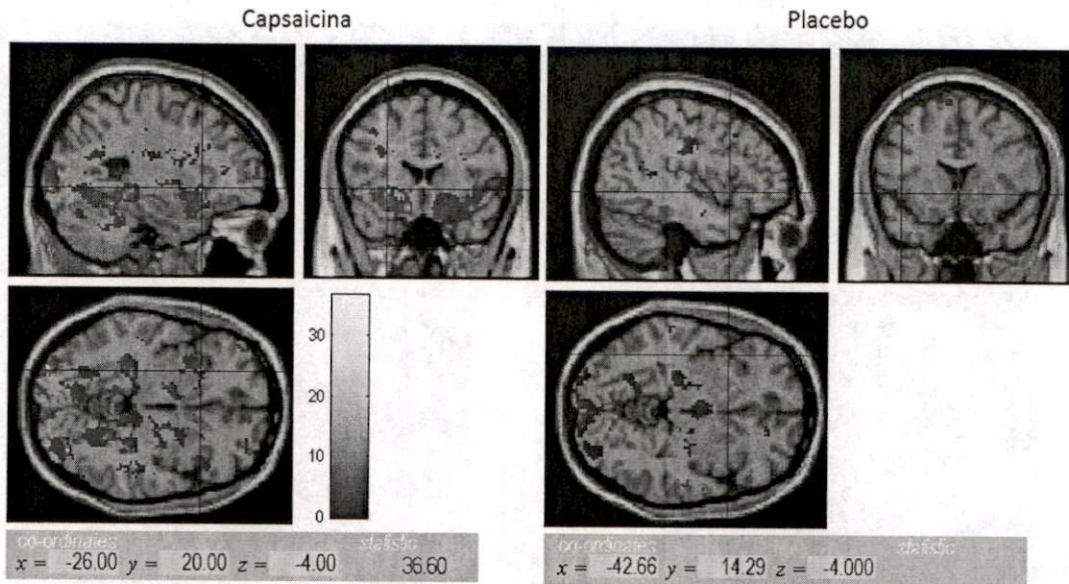 Capsaicina
Placebo
30
20
10
0
co-ordinates statistic
x = -26.00 y = 20.00 z = -4.00 36.60
co-ordinates statistic
x = -42.66 y = 14.29 z = -4.000